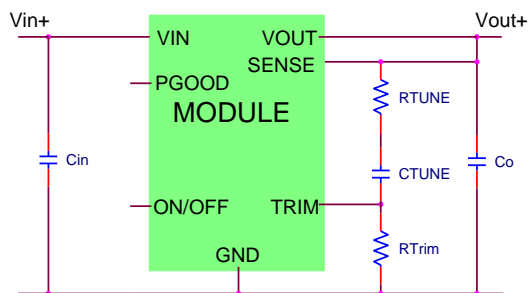 Vin+
Vout+
VIN
VOUT
SENSE
PGOOD
RTUNE
MODULE
Cin
CTUNE
Co
ON/OFF
TRIM
RTrim
GND